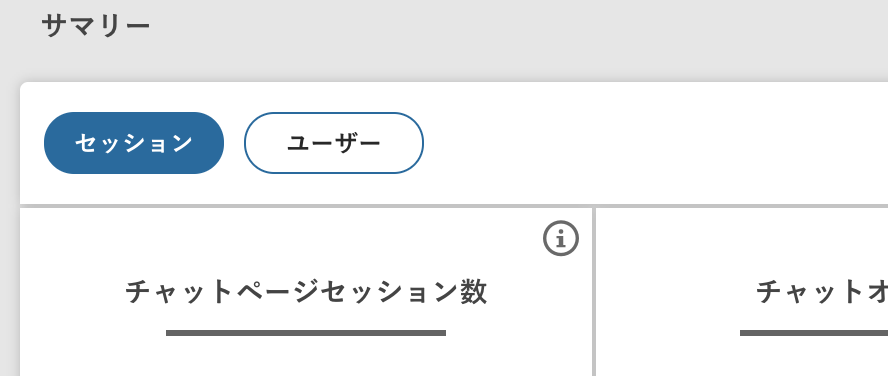 サマリー
セッション
ユーザー
チャットページセッション数
チャットオ